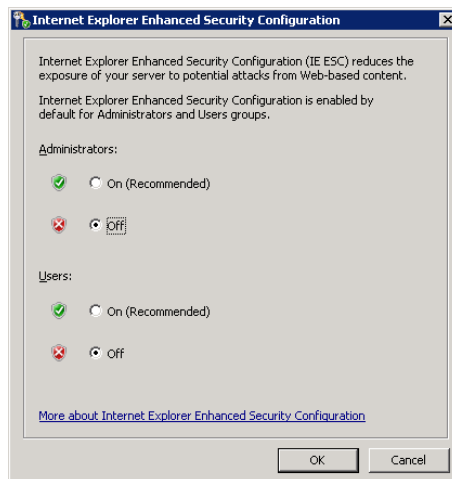 Internet Explorer Enhanced Security Configuration
Internet Explorer Enhanced Security Configuration (IE ESC) reduces the
exposure of your server to potential attacks from Web-based content.
Internet Explorer Enhanced Security Configuration is enabled by
default for Administrators and Users groups.
Administrators:
On (Recommended)
Off
Users:
On (Recommended)
Off
More about Internet Explorer Enhanced Security Configuration
OK Cancel